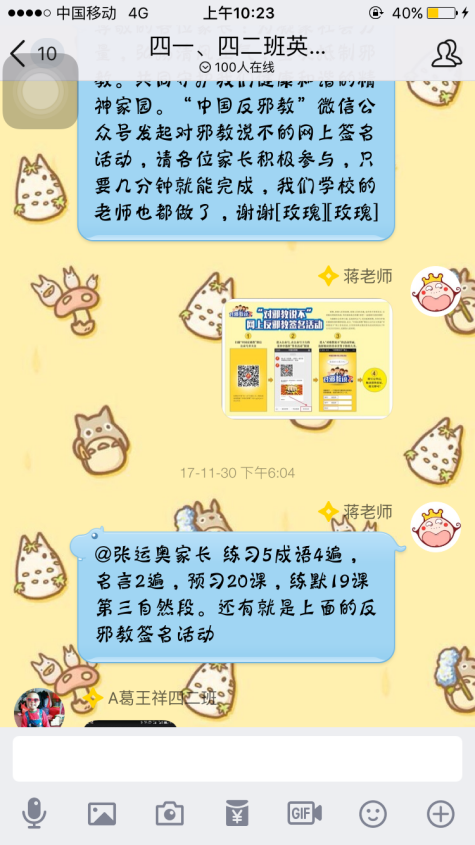 中国移动 4G 上午10:23 40%
10 四一、四二班英...
100人在线
教。共同守护我们健康和谐的精
神家园。“中国反邪教”微信公
众号发起对邪教说不的网上签名
活动，请各位家长积极参与，只
要几分钟就能完成，我们学校的
老师也都做了，谢谢[玫瑰][玫瑰]
蒋老师
“对邪教说不”
网上反邪教签名活动
1 2 3
4
17-11-30 下午6:04
蒋老师
@张运奥家长 练习5成语4遍，
名言2遍，预习20课，练默19课
第三自然段。还有就是上面的反
邪教签名活动
A葛王祥四二班
GIF